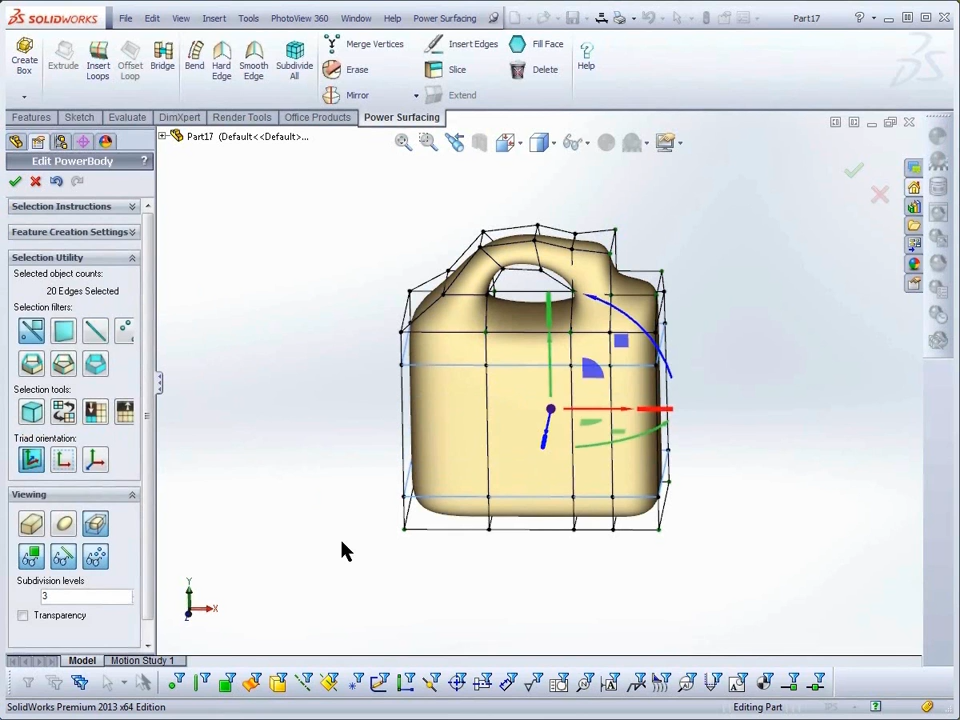 SOLIDWORKS File Edit View Insert Tools PhotoView 360 Window Help Power Surfacing Part17
Create Box Extrude Insert Loops Offset Loop Bridge Bend Hard Edge Smooth Edge Subdivide All Merge Vertices Insert Edges Fill Face Help
Erase Slice Delete
Mirror Extend
Features Sketch Evaluate DimXpert Render Tools Office Products Power Surfacing
Part17 (Default<<Default>...
Edit PowerBody ?
Selection Instructions
Feature Creation Settings
Selection Utility
Selected object counts:
20 Edges Selected
Selection filters:
Selection tools:
Triad orientation:
Viewing
Subdivision levels
3
Transparency
Y
X
Z
Model Motion Study 1
SolidWorks Premium 2013 x64 Edition Editing Part